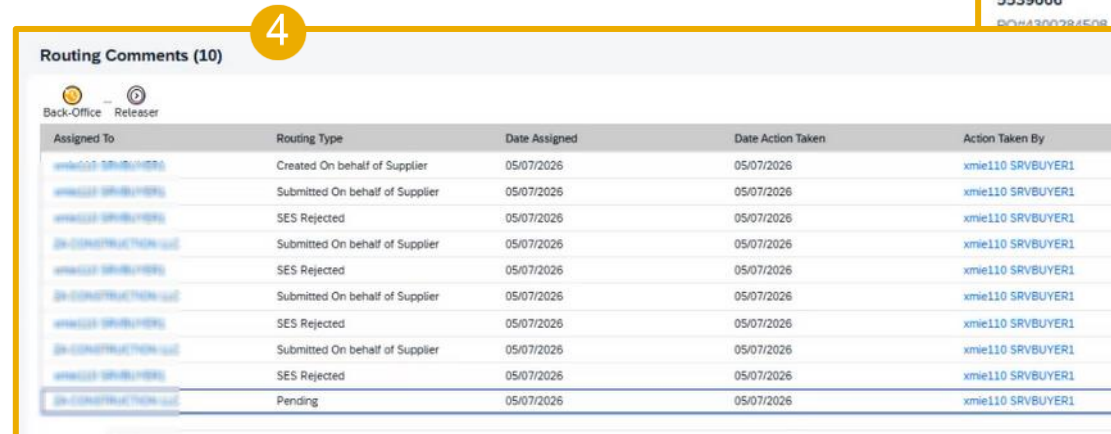 4
Routing Comments (10)
Back-Office ... Releaser
Assigned To Routing Type Date Assigned Date Action Taken Action Taken By
Created On behalf of Supplier 05/07/2026 05/07/2026 xmie110 SRVBUYER1
Submitted On behalf of Supplier 05/07/2026 05/07/2026 xmie110 SRVBUYER1
SES Rejected 05/07/2026 05/07/2026 xmie110 SRVBUYER1
Submitted On behalf of Supplier 05/07/2026 05/07/2026 xmie110 SRVBUYER1
SES Rejected 05/07/2026 05/07/2026 xmie110 SRVBUYER1
Submitted On behalf of Supplier 05/07/2026 05/07/2026 xmie110 SRVBUYER1
SES Rejected 05/07/2026 05/07/2026 xmie110 SRVBUYER1
Submitted On behalf of Supplier 05/07/2026 05/07/2026 xmie110 SRVBUYER1
SES Rejected 05/07/2026 05/07/2026 xmie110 SRVBUYER1
Pending 05/07/2026 05/07/2026 xmie110 SRVBUYER1